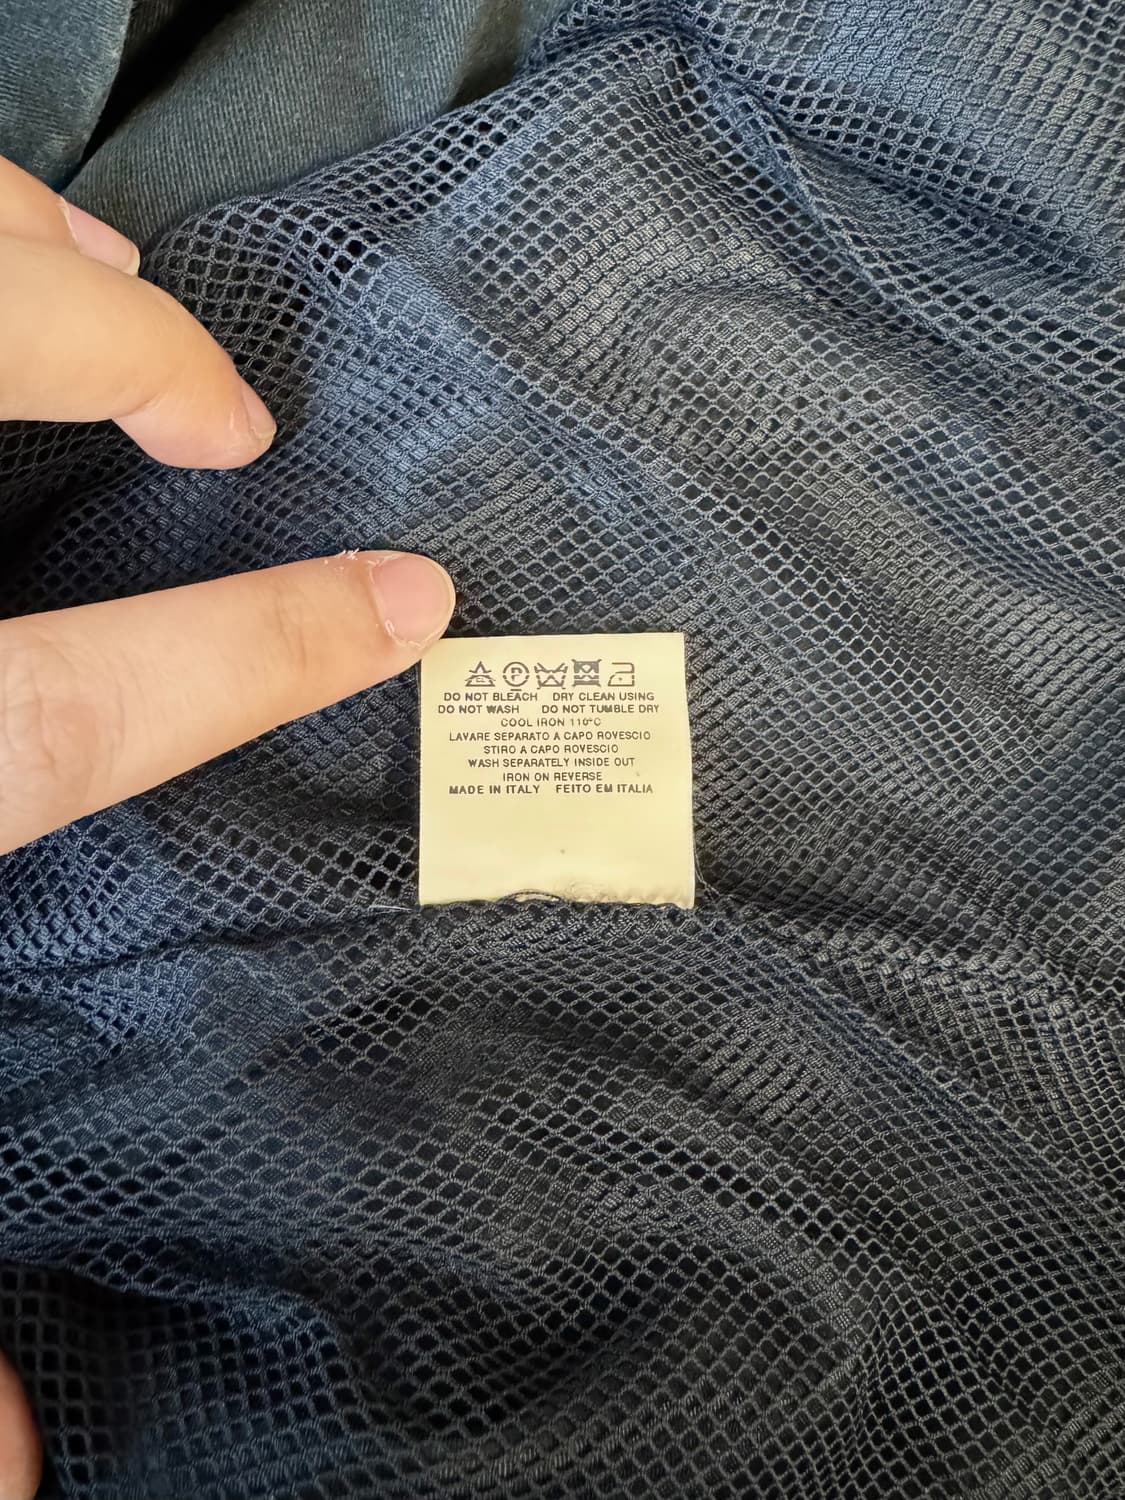 P
DO NOT BLEACH DRY CLEAN USING
DO NOT WASH DO NOT TUMBLE DRY
COOL IRON 110°C
LAVARE SEPARATO A CAPO ROVESCIO
STIRO A CAPO ROVESCIO
WASH SEPARATELY INSIDE OUT
IRON ON REVERSE
MADE IN ITALY FEITO EM ITALIA